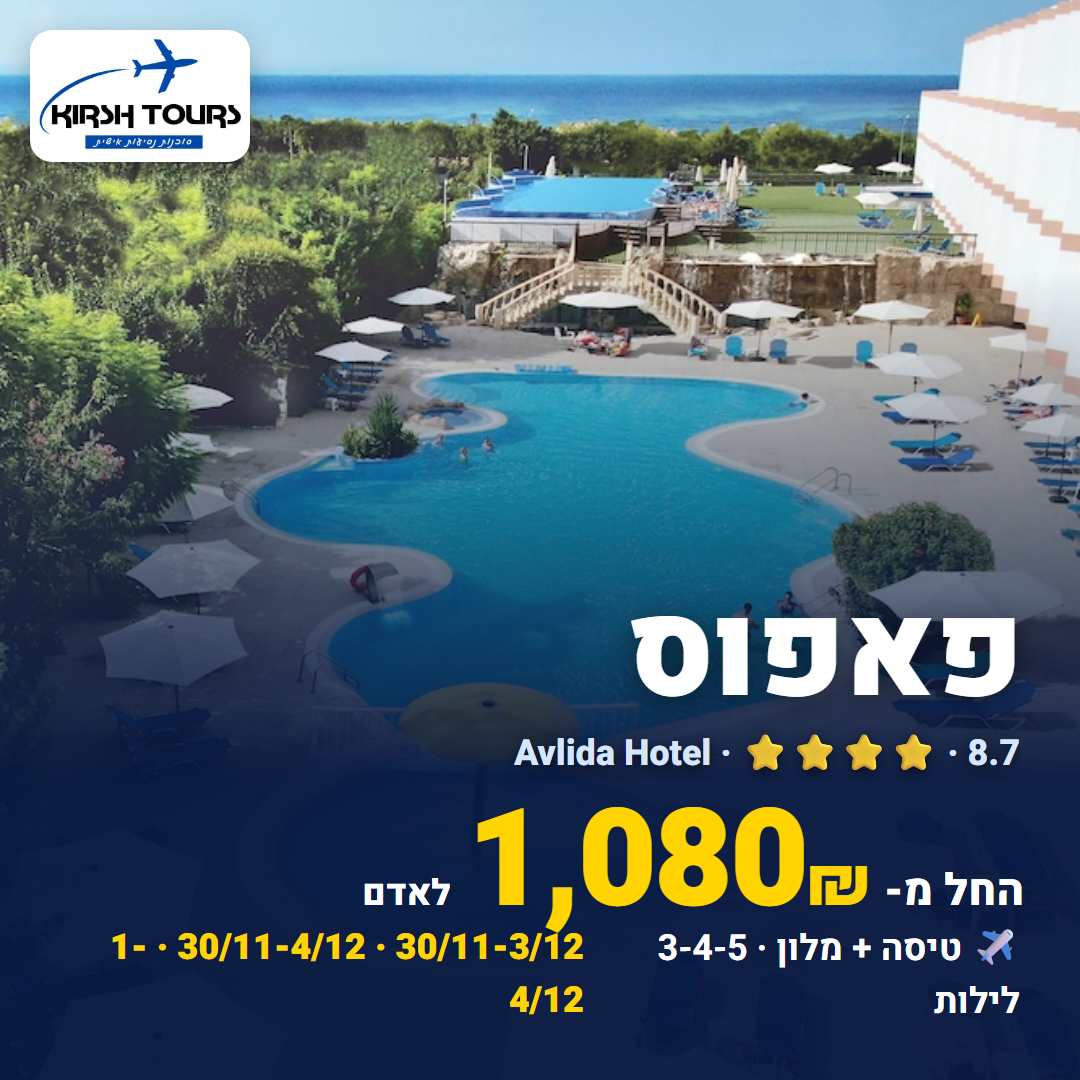 KIRSH TOURS
סוכנות נסיעות אישית
פאפוס
8.7 · ⭐⭐⭐⭐ · Avlida Hotel
החל מ- ₪1,080 לאדם
✈️ טיסה + מלון · 3-4-5
לילות
30/11-3/12 · 30/11-4/12 · 1-
4/12